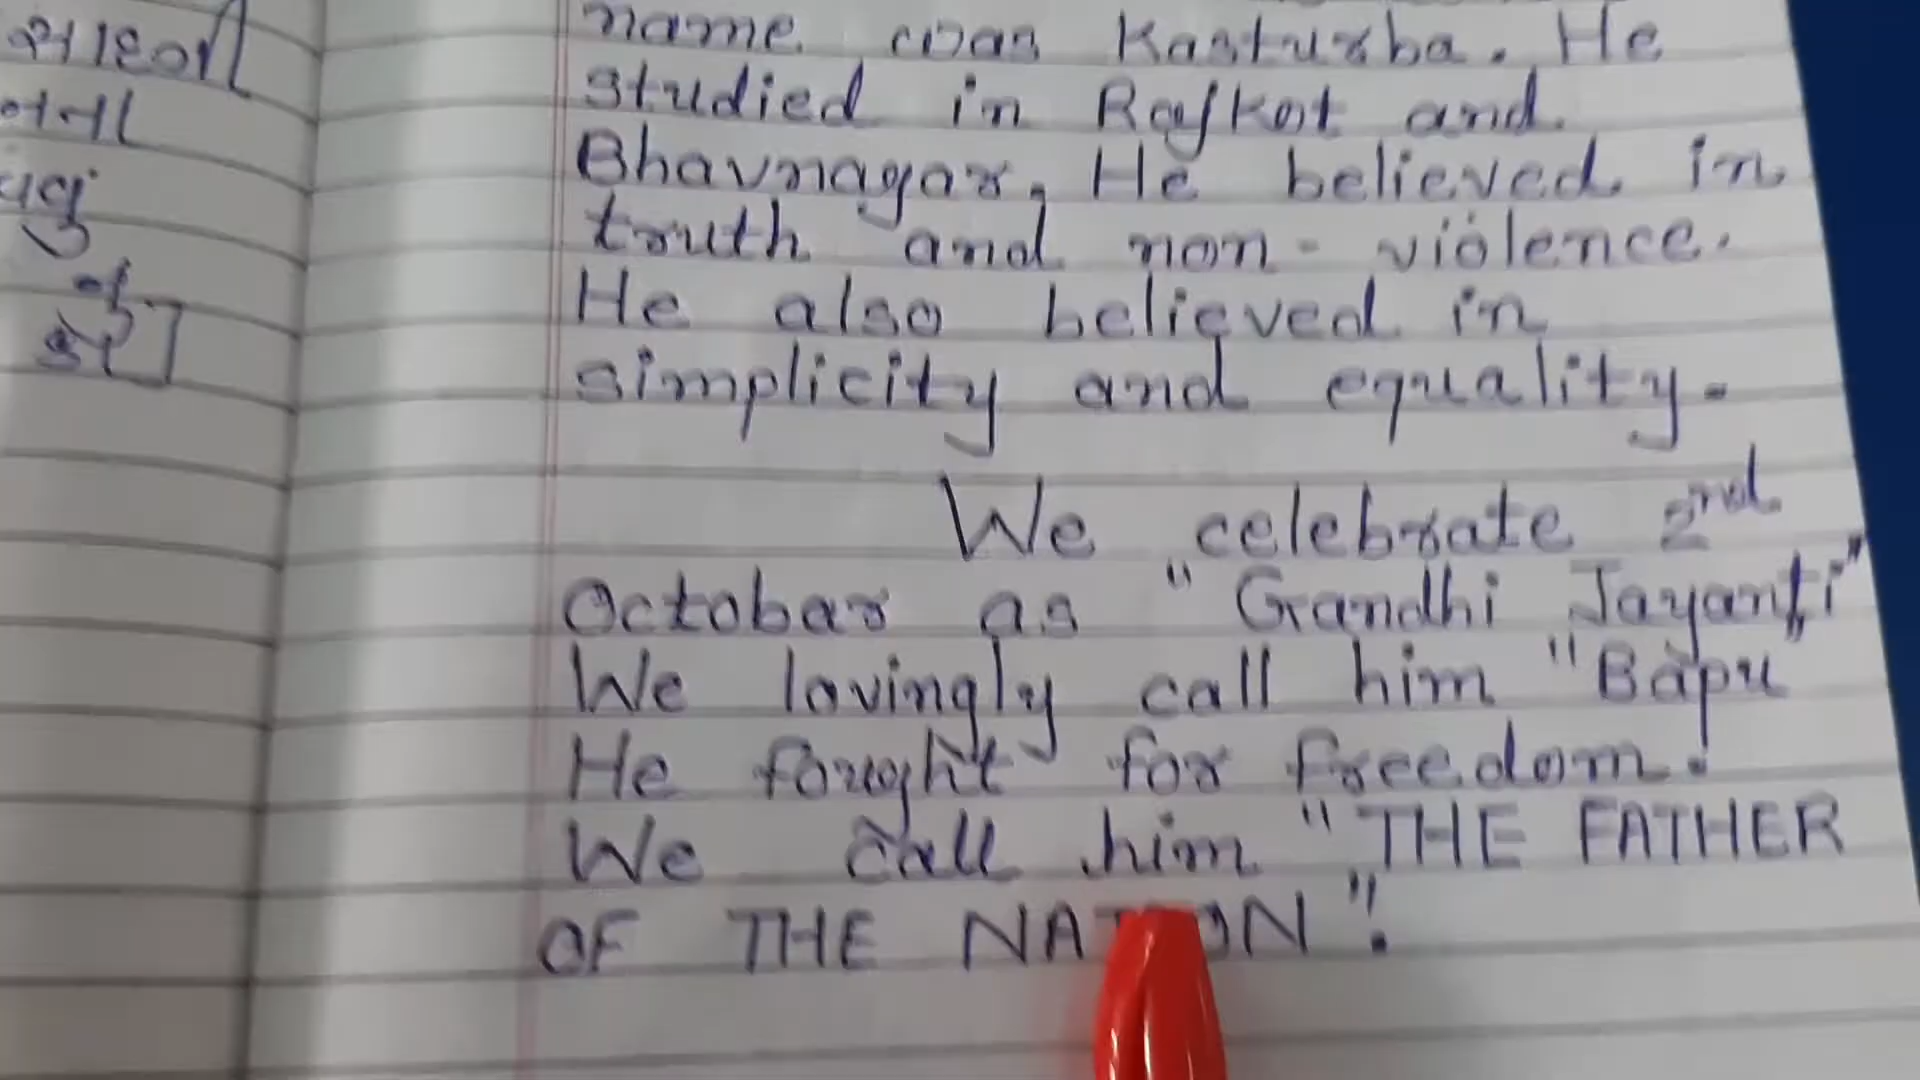 name was Kasturba. He
studied in Rajkot and
Bhavnagar. He believed in
truth and non-violence.
He also believed in
simplicity and equality.
We celebrate 2nd
Octobar as "Gandhi Jayanti"
We lovingly call him "Bapu"
He fought for freedom.
We call him "THE FATHER
OF THE NATION".